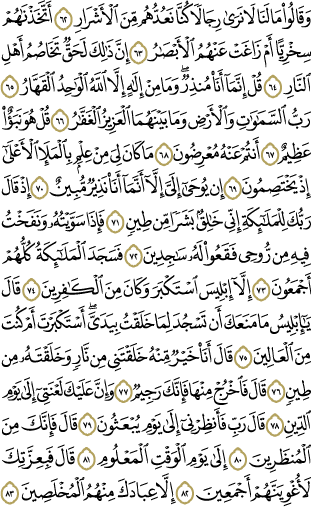 وَقَالُوا۟ مَا لَنَا لَا نَرَىٰ رِجَالًا كُنَّا نَعُدُّهُم مِّنَ ٱلْأَشْرَارِ ٦٢ أَتَّخَذْنَٰهُمْ
سِخْرِيًّا أَمْ زَاغَتْ عَنْهُمُ ٱلْأَبْصَٰرُ ٦٣ إِنَّ ذَٰلِكَ لَحَقٌّ تَخَاصُمُ أَهْلِ
ٱلنَّارِ ٦٤ قُلْ إِنَّمَآ أَنَا۠ مُنذِرٌ ۖ وَمَا مِنْ إِلَٰهٍ إِلَّا ٱللَّهُ ٱلْوَٰحِدُ ٱلْقَهَّارُ ٦٥
رَبُّ ٱلسَّمَٰوَٰتِ وَٱلْأَرْضِ وَمَا بَيْنَهُمَا ٱلْعَزِيزُ ٱلْغَفَّٰرُ ٦٦ قُلْ هُوَ نَبَؤٌا۟
عَظِيمٌ ٦٧ أَنتُمْ عَنْهُ مُعْرِضُونَ ٦٨ مَا كَانَ لِىَ مِنْ عِلْمٍۭ بِٱلْمَلَإِ ٱلْأَعْلَىٰٓ
إِذْ يَخْتَصِمُونَ ٦٩ إِن يُوحَىٰٓ إِلَىَّ إِلَّآ أَنَّمَآ أَنَا۠ نَذِيرٌ مُّبِينٌ ٧٠ إِذْ قَالَ
رَبُّكَ لِلْمَلَٰٓئِكَةِ إِنِّى خَٰلِقٌۢ بَشَرًا مِّن طِينٍ ٧١ فَإِذَا سَوَّيْتُهُۥ وَنَفَخْتُ
فِيهِ مِن رُّوحِى فَقَعُوا۟ لَهُۥ سَٰجِدِينَ ٧٢ فَسَجَدَ ٱلْمَلَٰٓئِكَةُ كُلُّهُمْ
أَجْمَعُونَ ٧٣ إِلَّآ إِبْلِيسَ ٱسْتَكْبَرَ وَكَانَ مِنَ ٱلْكَٰفِرِينَ ٧٤ قَالَ
يَٰٓإِبْلِيسُ مَا مَنَعَكَ أَن تَسْجُدَ لِمَا خَلَقْتُ بِيَدَىَّ ۖ أَسْتَكْبَرْتَ أَمْ كُنتَ
مِنَ ٱلْعَالِينَ ٧٥ قَالَ أَنَا۠ خَيْرٌ مِّنْهُ ۖ خَلَقْتَنِى مِن نَّارٍ وَخَلَقْتَهُۥ مِن
طِينٍ ٧٦ قَالَ فَٱخْرُجْ مِنْهَا فَإِنَّكَ رَجِيمٌ ٧٧ وَإِنَّ عَلَيْكَ لَعْنَتِىٓ إِلَىٰ يَوْمِ
ٱلدِّينِ ٧٨ قَالَ رَبِّ فَأَنظِرْنِىٓ إِلَىٰ يَوْمِ يُبْعَثُونَ ٧٩ قَالَ فَإِنَّكَ مِنَ
ٱلْمُنظَرِينَ ٨٠ إِلَىٰ يَوْمِ ٱلْوَقْتِ ٱلْمَعْلُومِ ٨١ قَالَ فَبِعِزَّتِكَ
لَأُغْوِيَنَّهُمْ أَجْمَعِينَ ٨٢ إِلَّا عِبَادَكَ مِنْهُمُ ٱلْمُخْلَصِينَ ٨٣